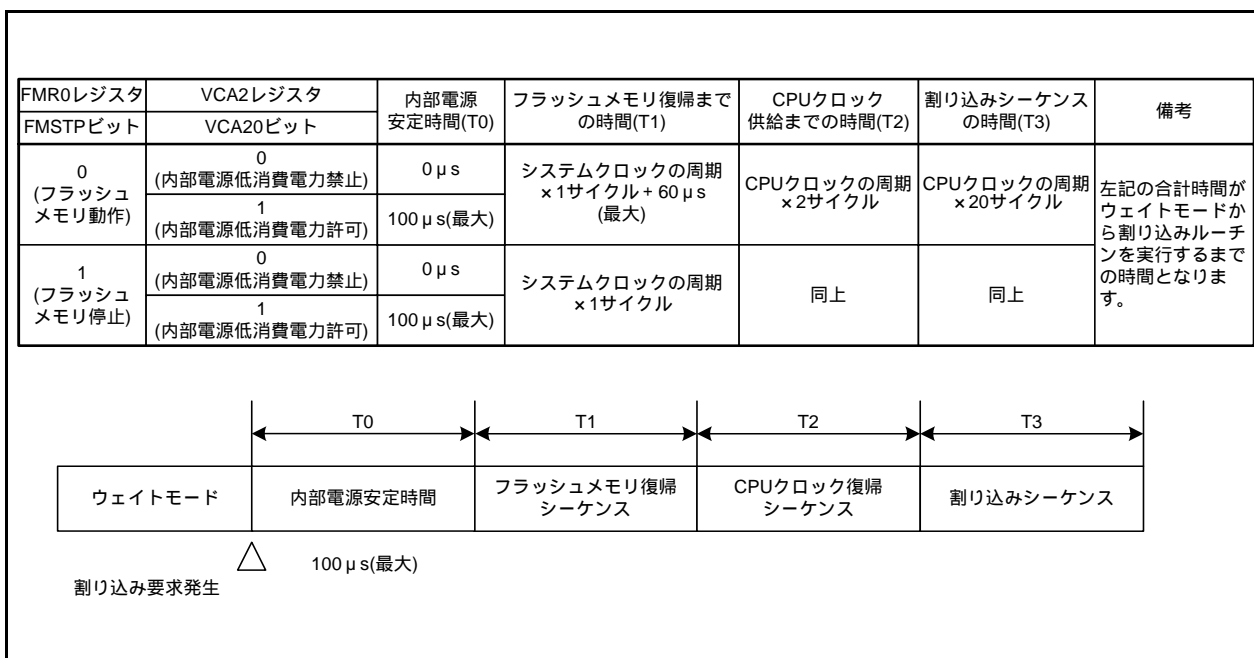 FMR0レジスタ
FMSTPビット
VCA2レジスタ
VCA20ビット
内部電源
安定時間(T0)
フラッシュメモリ復帰まで
の時間(T1)
CPUクロック
供給までの時間(T2)
割り込みシーケンス
の時間(T3)
備考
0
(フラッシュ
メモリ動作)
0
(内部電源低消費電力禁止)
0μs
1
(内部電源低消費電力許可)
100μs(最大)
システムクロックの周期
×1サイクル+60μs
(最大)
CPUクロックの周期
×2サイクル
CPUクロックの周期
×20サイクル
左記の合計時間が
ウェイトモードか
ら割り込みルーチ
ンを実行するまで
の時間となりま
す。
1
(フラッシュ
メモリ停止)
0
(内部電源低消費電力禁止)
0μs
1
(内部電源低消費電力許可)
100μs(最大)
システムクロックの周期
×1サイクル
同上
同上
T0
T1
T2
T3
ウェイトモード
内部電源安定時間
フラッシュメモリ復帰
シーケンス
CPUクロック復帰
シーケンス
割り込みシーケンス
100μs(最大)
割り込み要求発生